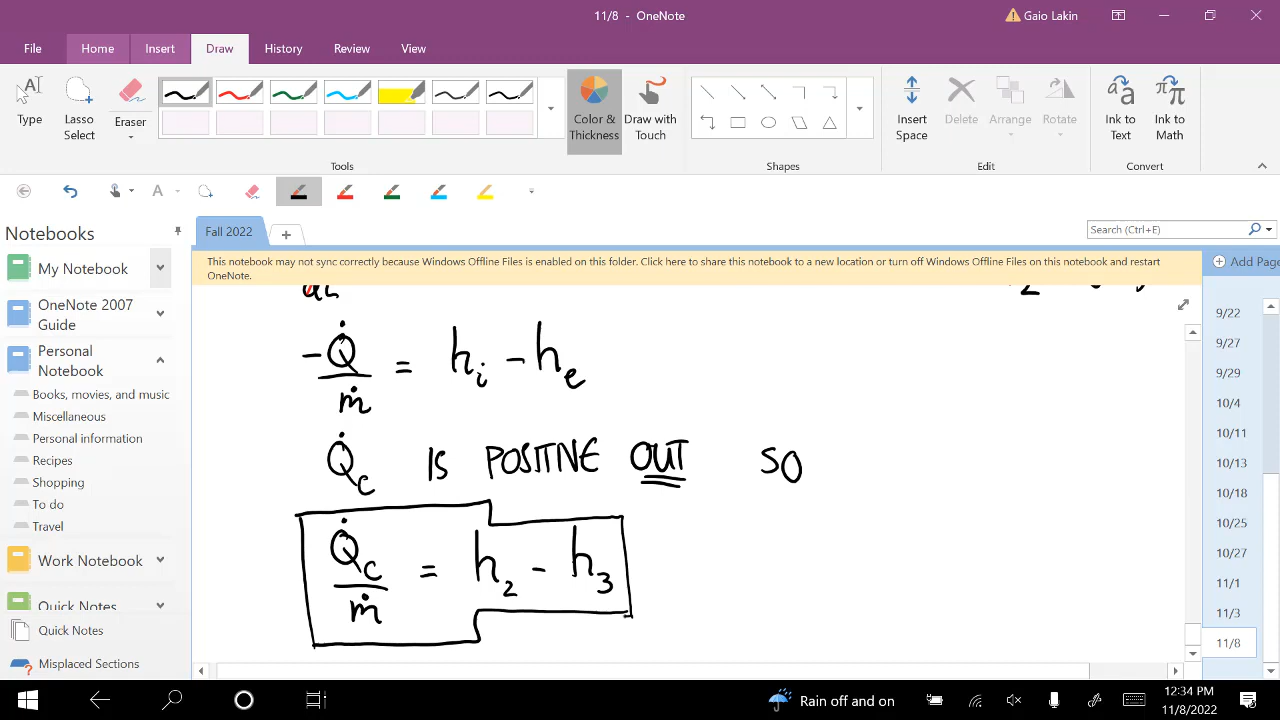 11/8 - OneNote
Gaio Lakin
File
Home
Insert
Draw
History
Review
View
Type
Lasso Select
Eraser
Color & Thickness
Draw with Touch
Insert Space
Delete
Arrange
Rotate
Ink to Text
Ink to Math
Tools
Shapes
Edit
Convert
Notebooks
Fall 2022
Search (Ctrl+E)
This notebook may not sync correctly because Windows Offline Files is enabled on this folder. Click here to share this notebook to a new location or turn off Windows Offline Files on this notebook and restart
OneNote.
Add Page
My Notebook
OneNote 2007
Guide
Personal
Notebook
Books, movies, and music
Miscellaneous
Personal information
Recipes
Shopping
To do
Travel
Work Notebook
Quick Notes
Quick Notes
Misplaced Sections
-Q̇/ṁ = hᵢ - hₑ
Q̇c IS POSITIVE OUT SO
Q̇c/ṁ = h₂ - h₃
9/22
9/27
9/29
10/4
10/11
10/13
10/18
10/25
10/27
11/1
11/3
11/8
Rain off and on
12:34 PM
11/8/2022